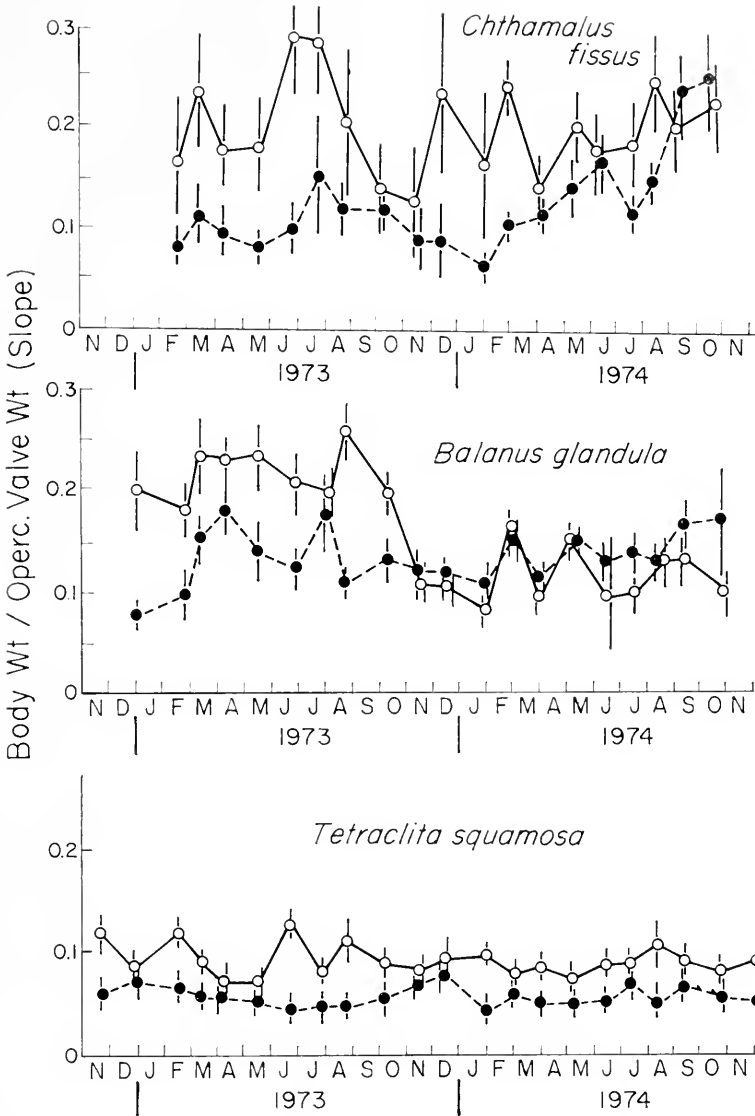 Body Wt / Operc. Valve Wt (Slope)
Chthamalus
fissus
0.3
0.2
0.1
0
N D J F M A M J J A S O N D J F M A M J J A S O N
1973
1974
Balanus glandula
0.3
0.2
0.1
0
N D J F M A M J J A S O N D J F M A M J J A S O N
1973
1974
Tetraclita squamosa
0.2
0.1
0
N D J F M A M J J A S O N D J F M A M J J A S O N
1973
1974